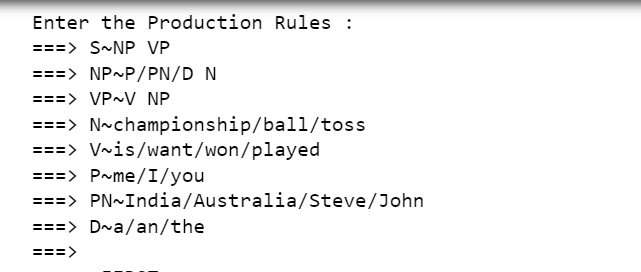 Enter the Production Rules :
===> S~NP VP
===> NP~P/PN/D N
===> VP~V NP
===> N~championship/ball/toss
===> V~is/want/won/played
===> P~me/I/you
===> PN~India/Australia/Steve/John
===> D~a/an/the
===>